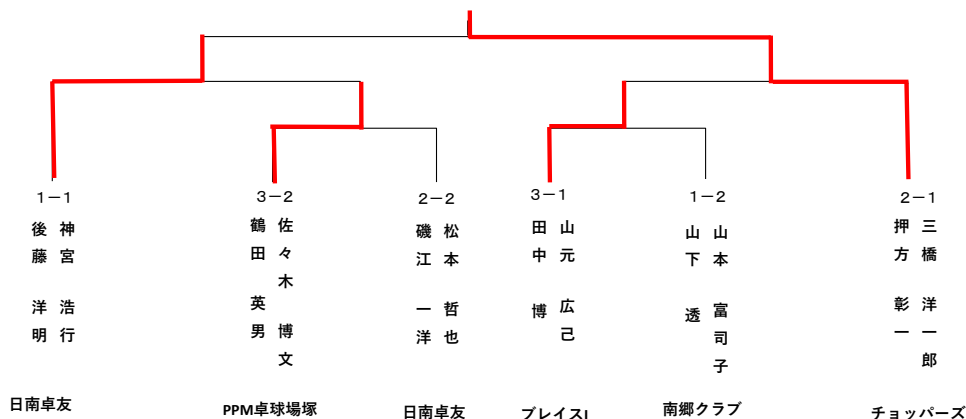 1－1
神宮 浩行
後藤 洋明
日南卓友
3－2
佐々木 博文
鶴田 英男
PPM卓球場塚
2－2
松本 哲也
磯江 一洋
日南卓友
3－1
山元 広己
田中 博
ブレイスI
1－2
山本 富司子
山下 透
南郷クラブ
2－1
三橋 洋一郎
押方 彰一
チョッパーズ